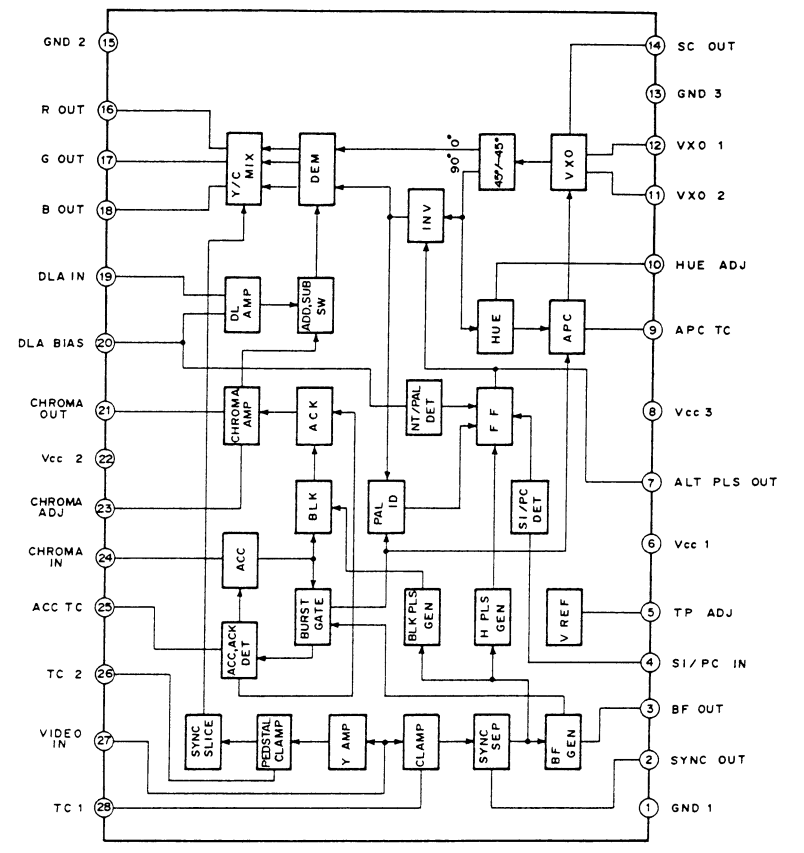 GND 2 15
14 SC OUT
13 GND 3
R OUT 16
12 VXO 1
G OUT 17
11 VXO 2
B OUT 18
10 HUE ADJ
DLA IN 19
9 APC TC
DLA BIAS 20
8 Vcc 3
CHROMA
OUT 21
7 ALT PLS OUT
Vcc 2 22
CHROMA
ADJ 23
6 Vcc 1
CHROMA
IN 24
5 TP ADJ
ACC TC 25
4 SI/PC IN
TC 2 26
3 BF OUT
VIDEO
IN 27
2 SYNC OUT
TC 1 28
1 GND 1
Y/C
MIX
DEM
90° 0°
45°/-45°
VXO
INV
DL
AMP
ADD,SUB
SW
HUE
APC
CHROMA
AMP
ACK
NT/PAL
DET
FF
BLK
PAL
ID
SI/PC
DET
ACC
ACC,ACK
DET
BURST
GATE
BLK PLS
GEN
H PLS
GEN
V REF
SYNC
SLICE
PEDSTAL
CLAMP
Y AMP
CLAMP
SYNC
SEP
BF
GEN